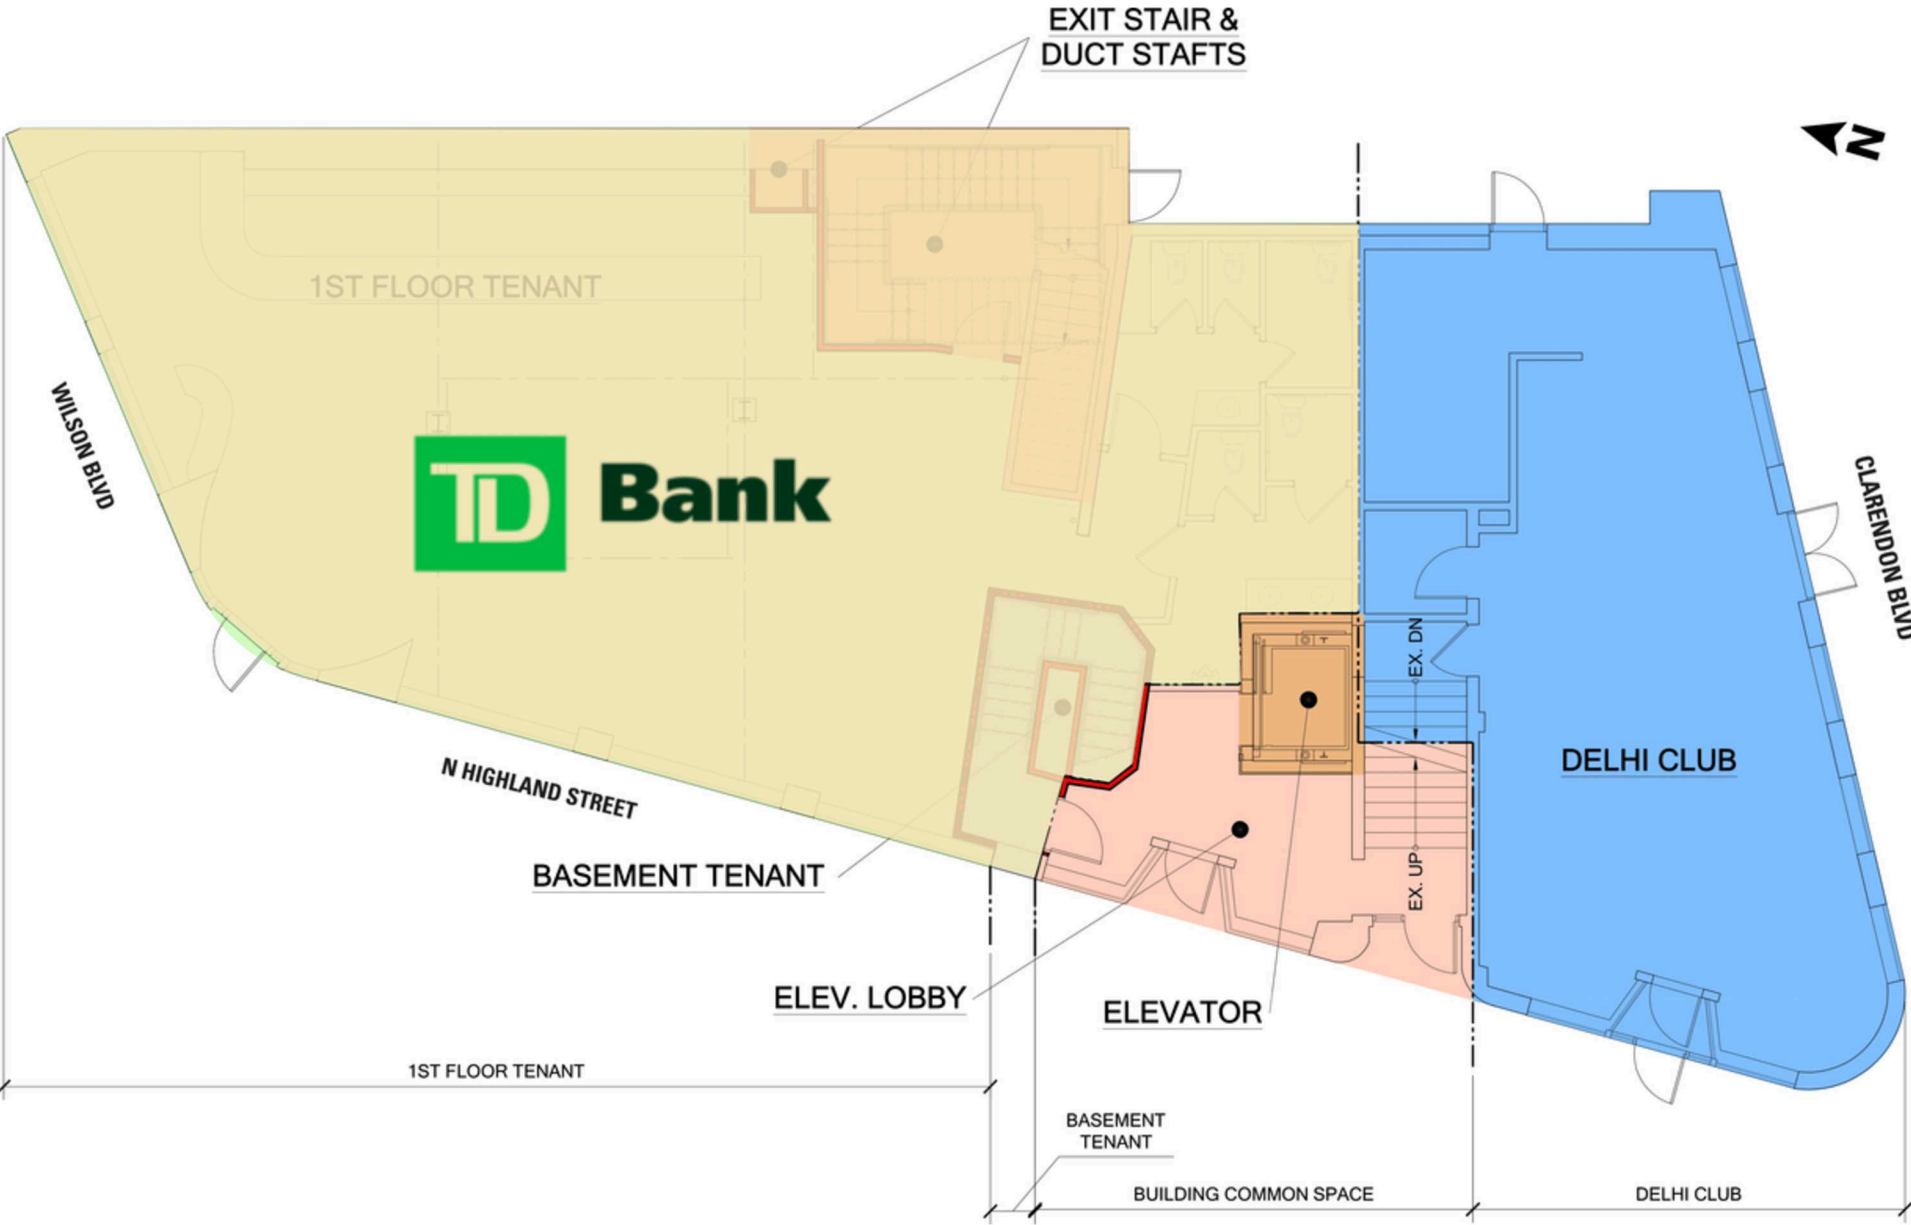 EXIT STAIR &
DUCT STAFTS
N
1ST FLOOR TENANT
WILSON BLVD
TD Bank
CLARENDON BLVD
EX. DN
DELHI CLUB
N HIGHLAND STREET
BASEMENT TENANT
EX. UP
ELEV. LOBBY
ELEVATOR
1ST FLOOR TENANT
BASEMENT
TENANT
BUILDING COMMON SPACE
DELHI CLUB